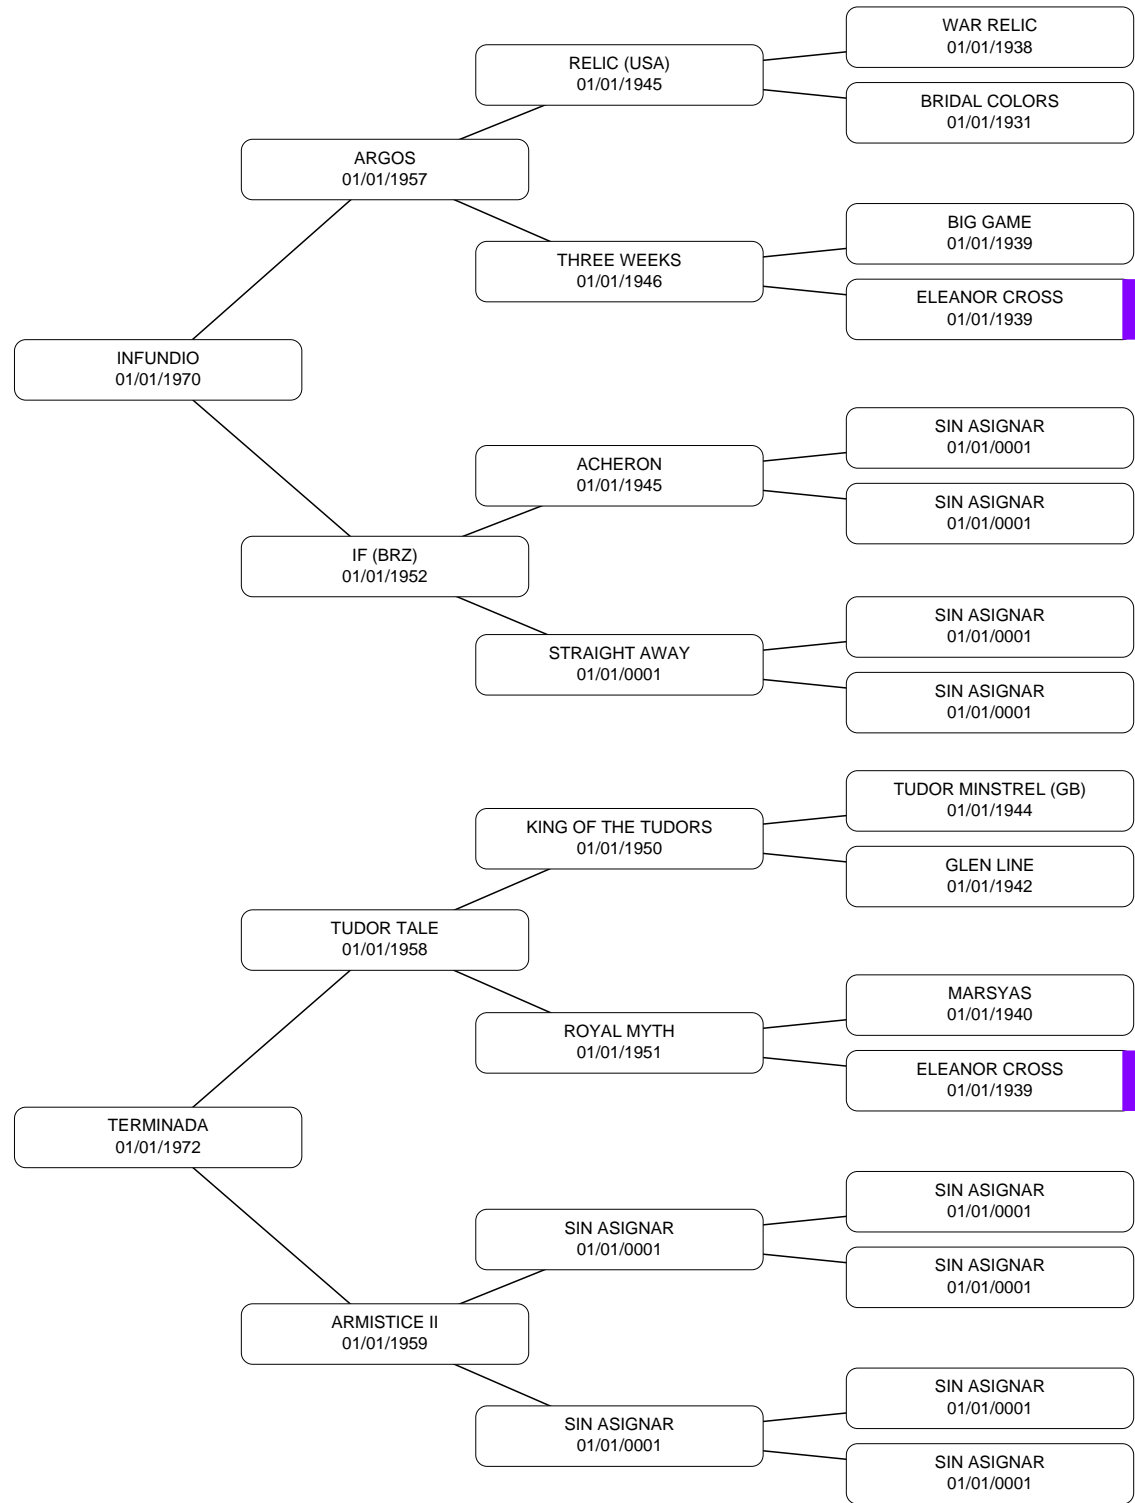 WAR RELIC
01/01/1938
RELIC (USA)
01/01/1945
BRIDAL COLORS
01/01/1931
ARGOS
01/01/1957
BIG GAME
01/01/1939
THREE WEEKS
01/01/1946
ELEANOR CROSS
01/01/1939
INFUNDIO
01/01/1970
SIN ASIGNAR
01/01/0001
ACHERON
01/01/1945
SIN ASIGNAR
01/01/0001
IF (BRZ)
01/01/1952
SIN ASIGNAR
01/01/0001
STRAIGHT AWAY
01/01/0001
SIN ASIGNAR
01/01/0001
TUDOR MINSTREL (GB)
01/01/1944
KING OF THE TUDORS
01/01/1950
GLEN LINE
01/01/1942
TUDOR TALE
01/01/1958
MARSYAS
01/01/1940
ROYAL MYTH
01/01/1951
ELEANOR CROSS
01/01/1939
TERMINADA
01/01/1972
SIN ASIGNAR
01/01/0001
SIN ASIGNAR
01/01/0001
SIN ASIGNAR
01/01/0001
ARMISTICE II
01/01/1959
SIN ASIGNAR
01/01/0001
SIN ASIGNAR
01/01/0001
SIN ASIGNAR
01/01/0001